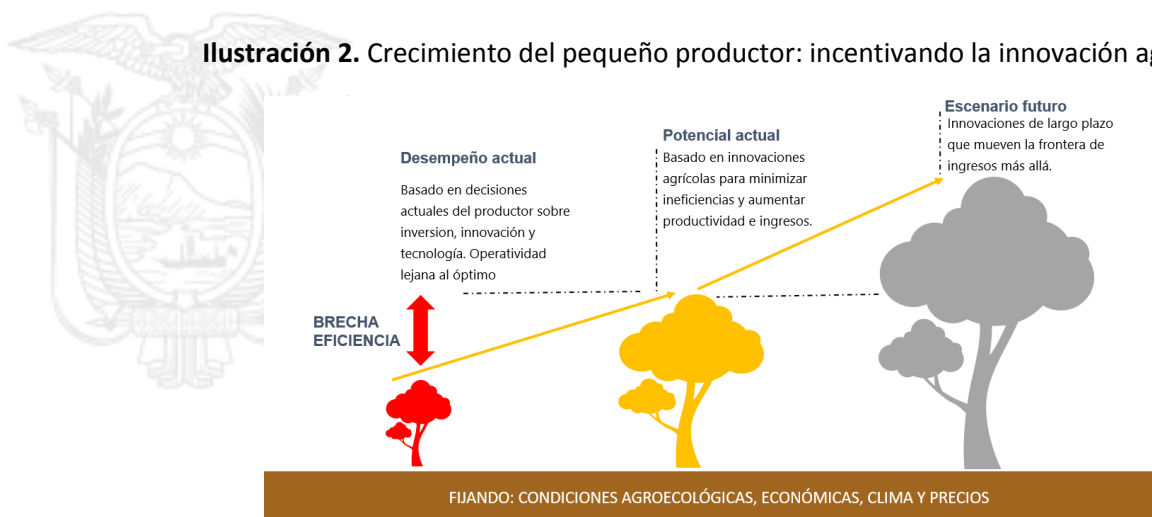 Ilustración 2. Crecimiento del pequeño productor: incentivando la innovación
Escenario futuro
Innovaciones de largo plazo
que mueven la frontera de
ingresos más allá.
Potencial actual
Basado en innovaciones
agrícolas para minimizar
ineficiencias y aumentar
productividad e ingresos.
Desempeño actual
Basado en decisiones
actuales del productor sobre
inversion, innovación y
tecnología. Operatividad
lejana al óptimo
BRECHA
EFICIENCIA
FIJANDO: CONDICIONES AGROECOLÓGICAS, ECONÓMICAS, CLIMA Y PRECIOS